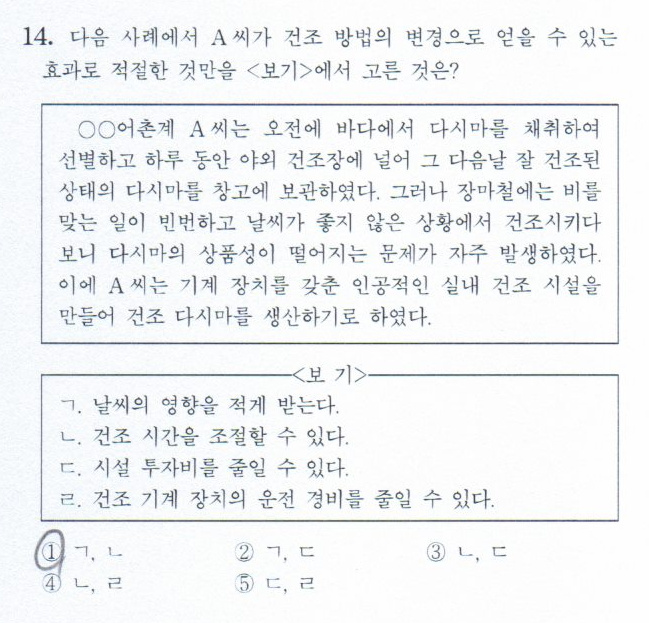 14. 다음 사례에서 A 씨가 건조 방법의 변경으로 얻을 수 있는
효과로 적절한 것만을 <보기>에서 고른 것은?
○○어촌계 A 씨는 오전에 바다에서 다시마를 채취하여
선별하고 하루 동안 야외 건조장에 널어 그 다음날 잘 건조된
상태의 다시마를 창고에 보관하였다. 그러나 장마철에는 비를
맞는 일이 빈번하고 날씨가 좋지 않은 상황에서 건조시키다
보니 다시마의 상품성이 떨어지는 문제가 자주 발생하였다.
이에 A 씨는 기계 장치를 갖춘 인공적인 실내 건조 시설을
만들어 건조 다시마를 생산하기로 하였다.
<보 기>
ㄱ. 날씨의 영향을 적게 받는다.
ㄴ. 건조 시간을 조절할 수 있다.
ㄷ. 시설 투자비를 줄일 수 있다.
ㄹ. 건조 기계 장치의 운전 경비를 줄일 수 있다.
① ㄱ, ㄴ ② ㄱ, ㄷ ③ ㄴ, ㄷ
④ ㄴ, ㄹ ⑤ ㄷ, ㄹ